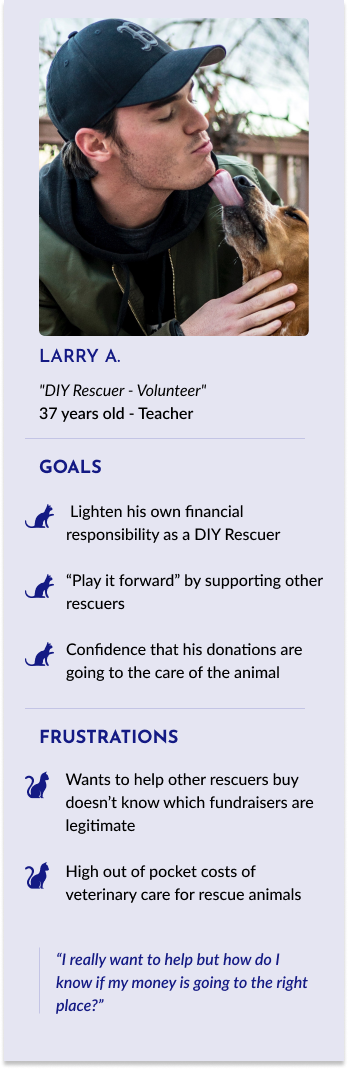 B
LARRY A.
"DIY Rescuer - Volunteer"
37 years old - Teacher
GOALS
Lighten his own financial
responsibility as a DIY Rescuer
“Play it forward” by supporting other
rescuers
Confidence that his donations are
going to the care of the animal
FRUSTRATIONS
Wants to help other rescuers buy
doesn’t know which fundraisers are
legitimate
High out of pocket costs of
veterinary care for rescue animals
“I really want to help but how do I
know if my money is going to the right
place?”